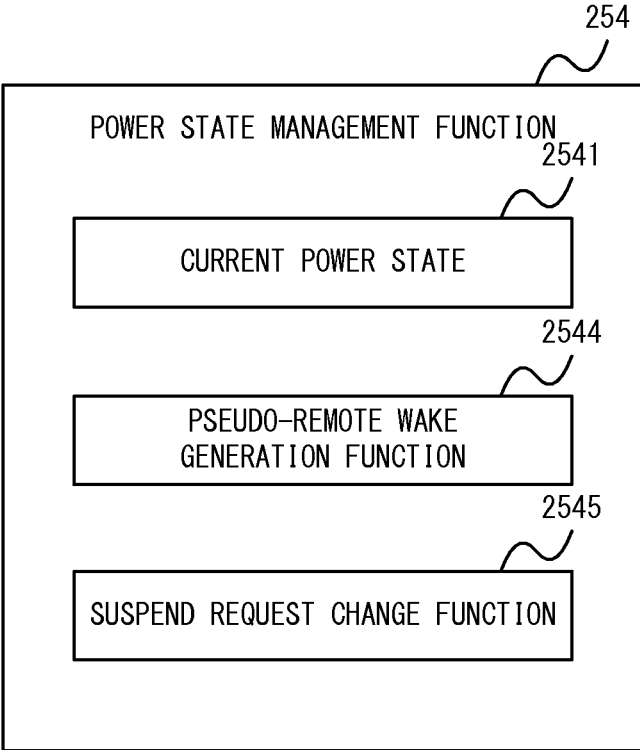 254
POWER STATE MANAGEMENT FUNCTION
2541
CURRENT POWER STATE
2544
PSEUDO-REMOTE WAKE
GENERATION FUNCTION
2545
SUSPEND REQUEST CHANGE FUNCTION